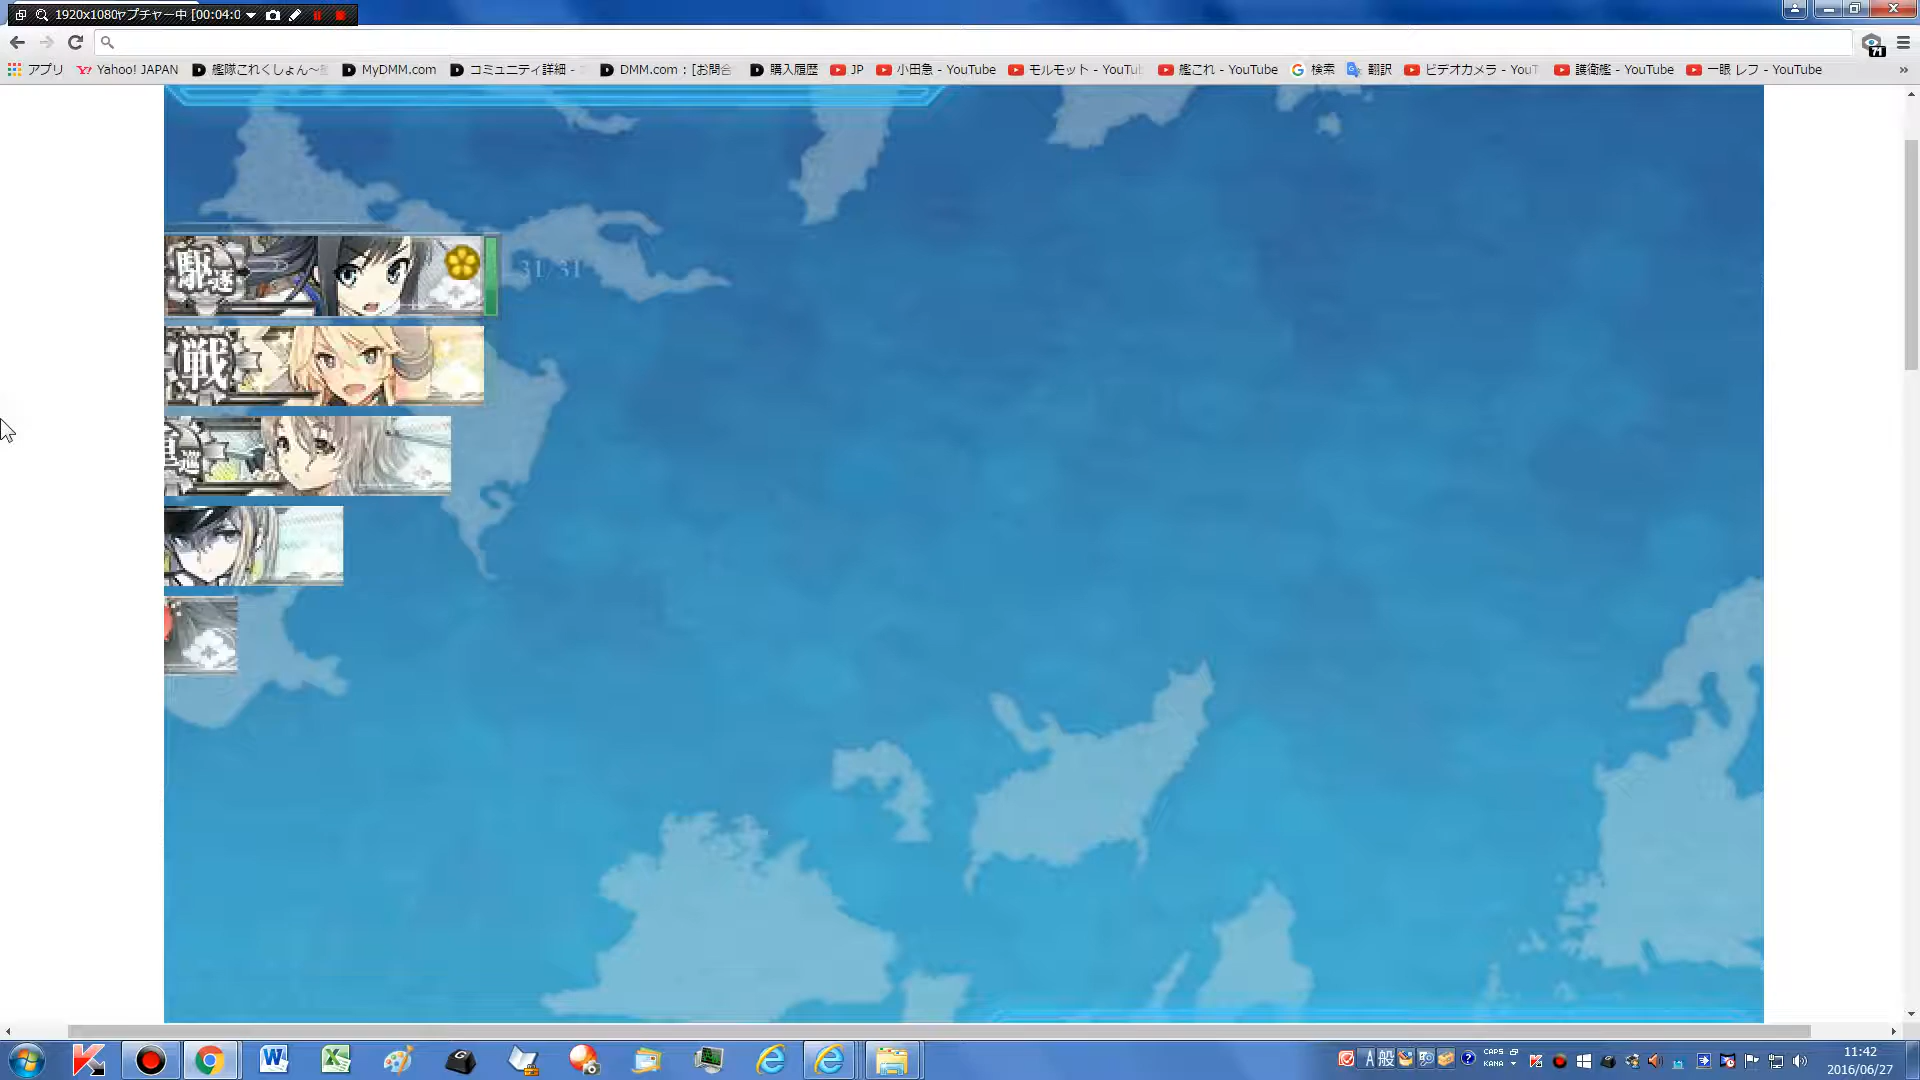 1920x1080ャプチャー中 [00:04:0
アプリ Yahoo! JAPAN 艦隊これくしょん～ MyDMM.com コミュニティ詳細 - DMM.com : [お問合 購入履歴 JP 小田急 - YouTube モルモット - YouTu 艦これ - YouTube 検索 翻訳 ビデオカメラ - YouT 護衛艦 - YouTube 一眼 レフ - YouTube »
71
駆逐
31/31
戦
巡
A 般
CAPS
KANA
11:42
2016/06/27